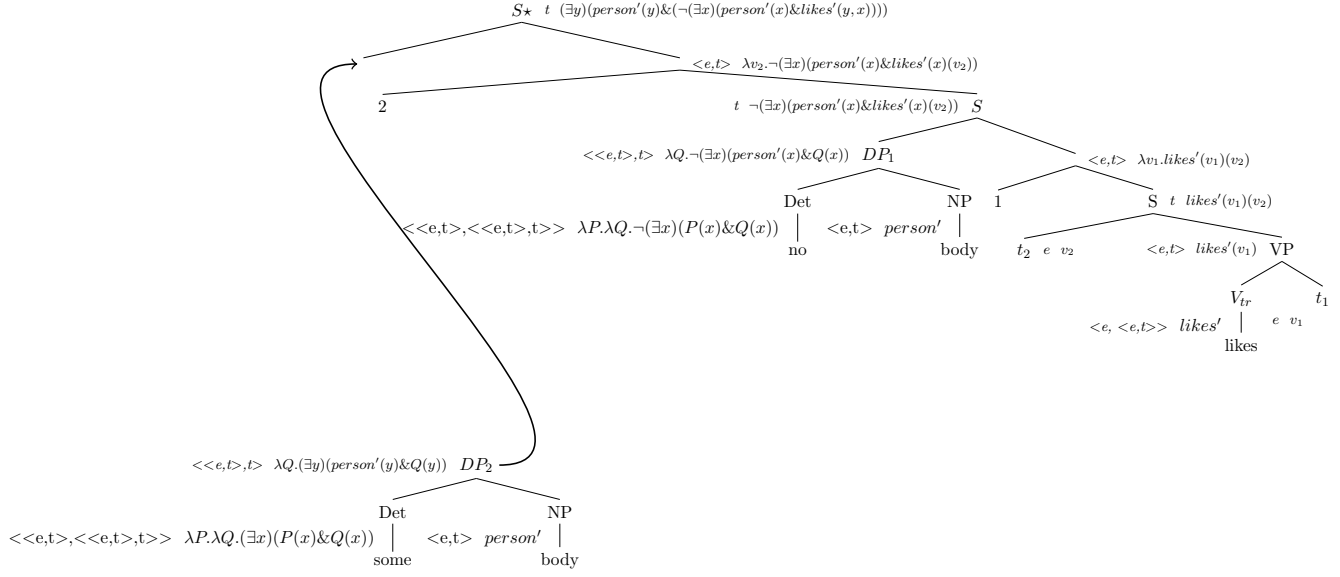 S⋆ t (∃y)(person′(y)&(¬(∃x)(person′(x)&likes′(y,x))))
<e,t> λv₂.¬(∃x)(person′(x)&likes′(x)(v₂))
2
t ¬(∃x)(person′(x)&likes′(x)(v₂)) S
<<e,t>,t> λQ.¬(∃x)(person′(x)&Q(x)) DP₁
<e,t> λv₁.likes′(v₁)(v₂)
Det NP 1 S t likes′(v₁)(v₂)
<<e,t>,<<e,t>,t>> λP.λQ.¬(∃x)(P(x)&Q(x)) <e,t> person′
no body t₂ e v₂ <e,t> likes′(v₁) VP
Vₜᵣ t₁
<e, <e,t>> likes′ e v₁
likes
<<e,t>,t> λQ.(∃y)(person′(y)&Q(y)) DP₂
Det NP
<<e,t>,<<e,t>,t>> λP.λQ.(∃x)(P(x)&Q(x)) <e,t> person′
some body